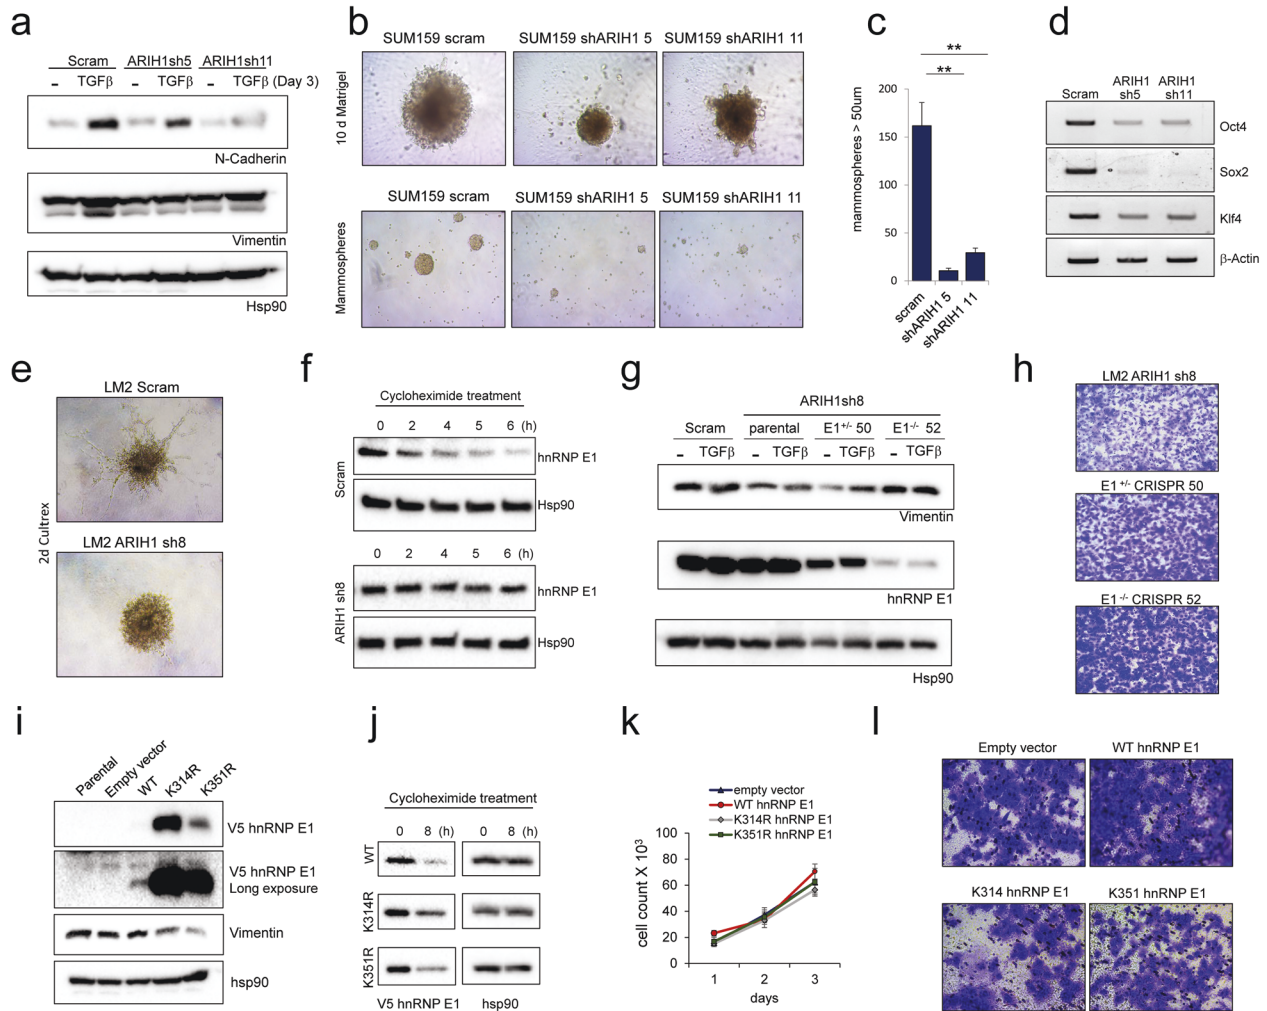 a
Scram ARIH1sh5 ARIH1sh11
– TGFβ – TGFβ – TGFβ (Day 3)
N-Cadherin
Vimentin
Hsp90
b
SUM159 scram SUM159 shARIH1 5 SUM159 shARIH1 11
10 d Matrigel
SUM159 scram SUM159 shARIH1 5 SUM159 shARIH1 11
Mammospheres
c
**
**
mammospheres > 50um
200
150
100
50
0
scram
shARIH1 5
shARIH1 11
d
Scram ARIH1 sh5 ARIH1 sh11
Oct4
Sox2
Klf4
β-Actin
e
LM2 Scram
2d Cultrex
LM2 ARIH1 sh8
f
Cycloheximide treatment
0 2 4 5 6 (h)
Scram
hnRNP E1
Hsp90
0 2 4 5 6 (h)
ARIH1 sh8
hnRNP E1
Hsp90
g
ARIH1sh8
Scram parental E1+/- 50 E1-/- 52
– TGFβ – TGFβ – TGFβ – TGFβ
Vimentin
hnRNP E1
Hsp90
h
LM2 ARIH1 sh8
E1 +/- CRISPR 50
E1 -/- CRISPR 52
i
Parental
Empty vector
WT
K314R
K351R
V5 hnRNP E1
V5 hnRNP E1
Long exposure
Vimentin
hsp90
j
Cycloheximide treatment
0 8 (h) 0 8 (h)
WT
K314R
K351R
V5 hnRNP E1 hsp90
k
empty vector
WT hnRNP E1
K314R hnRNP E1
K351R hnRNP E1
cell count X 10³
100
80
60
40
20
0
1 2 3
days
l
Empty vector WT hnRNP E1
K314 hnRNP E1 K351 hnRNP E1